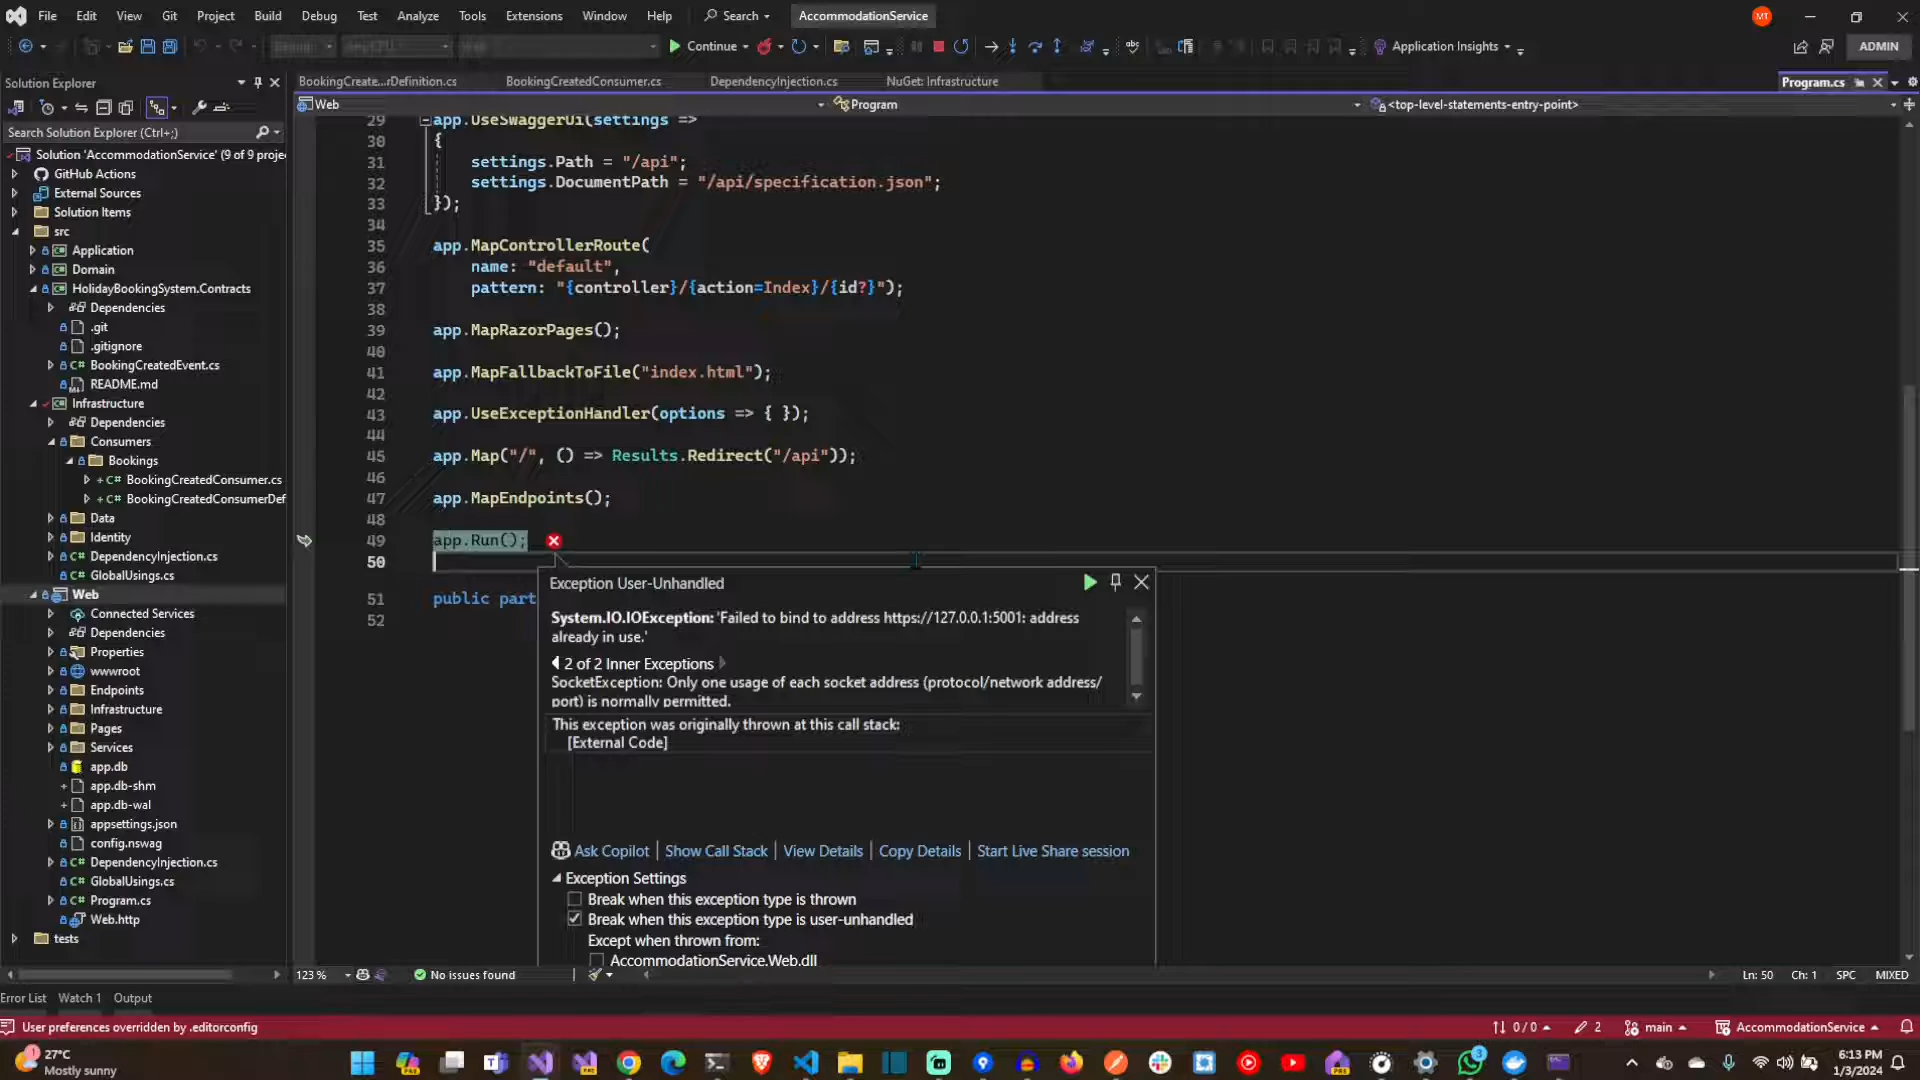 File Edit View Git Project Build Debug Test Analyze Tools Extensions Window Help Search AccommodationService MT
Continue Application Insights ADMIN
Solution Explorer
BookingCreate...rDefinition.cs BookingCreatedConsumer.cs DependencyInjection.cs NuGet: Infrastructure Program.cs
Web Program <top-level-statements-entry-point>
Search Solution Explorer (Ctrl+;)
Solution 'AccommodationService' (9 of 9 proje
GitHub Actions
External Sources
Solution Items
src
Application
Domain
HolidayBookingSystem.Contracts
Dependencies
.git
.gitignore
BookingCreatedEvent.cs
README.md
Infrastructure
Dependencies
Consumers
Bookings
C# BookingCreatedConsumer.cs
C# BookingCreatedConsumerDef
Data
Identity
C# DependencyInjection.cs
C# GlobalUsings.cs
Web
Connected Services
Dependencies
Properties
wwwroot
Endpoints
Infrastructure
Pages
Services
app.db
app.db-shm
app.db-wal
appsettings.json
config.nswag
C# DependencyInjection.cs
C# GlobalUsings.cs
C# Program.cs
Web.http
tests
29 app.UseSwaggerUi(settings =>
30 {
31 settings.Path = "/api";
32 settings.DocumentPath = "/api/specification.json";
33 });
34
35 app.MapControllerRoute(
36 name: "default",
37 pattern: "{controller}/{action=Index}/{id?}");
38
39 app.MapRazorPages();
40
41 app.MapFallbackToFile("index.html");
42
43 app.UseExceptionHandler(options => { });
44
45 app.Map("/", () => Results.Redirect("/api"));
46
47 app.MapEndpoints();
48
49 app.Run();
50
51 public part
52
Exception User-Unhandled
System.IO.IOException: 'Failed to bind to address https://127.0.0.1:5001: address
already in use.'
2 of 2 Inner Exceptions
SocketException: Only one usage of each socket address (protocol/network address/
port) is normally permitted.
This exception was originally thrown at this call stack:
[External Code]
Ask Copilot | Show Call Stack | View Details | Copy Details | Start Live Share session
Exception Settings
Break when this exception type is thrown
Break when this exception type is user-unhandled
Except when thrown from:
AccommodationService.Web.dll
123 % No issues found Ln: 50 Ch: 1 SPC MIXED
Error List Watch 1 Output
User preferences overridden by .editorconfig 0 / 0 2 main AccommodationService
27°C
Mostly sunny
6:13 PM
1/3/2024